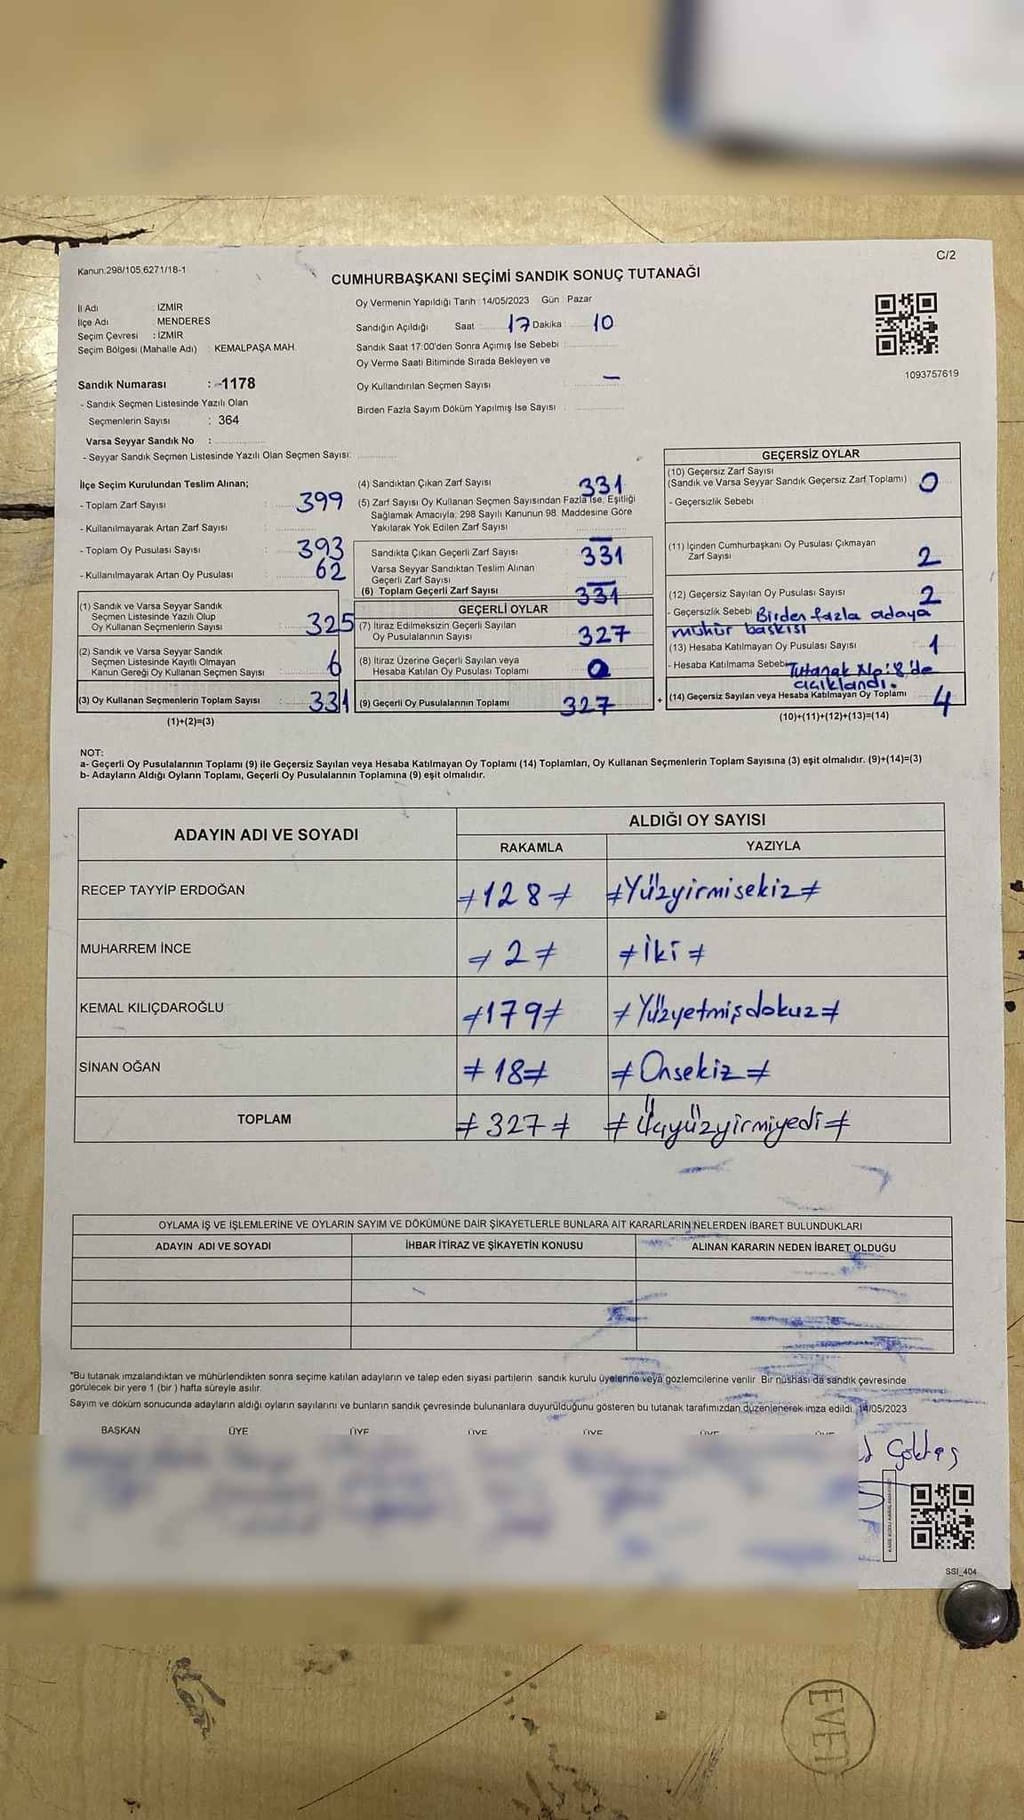 Kanun:298/105,6271/18-1
C/2
CUMHURBAŞKANI SEÇİMİ SANDIK SONUÇ TUTANAĞI
İl Adı : İZMİR
İlçe Adı : MENDERES
Seçim Çevresi : İZMİR
Seçim Bölgesi (Mahalle Adı) : KEMALPAŞA MAH.
Sandık Numarası : 1178
- Sandık Seçmen Listesinde Yazılı Olan
Seçmenlerin Sayısı : 364
Varsa Seyyar Sandık No :
- Seyyar Sandık Seçmen Listesinde Yazılı Olan Seçmen Sayısı:
Oy Vermenin Yapıldığı Tarih : 14/05/2023 Gün : Pazar
Sandığın Açıldığı Saat 17 Dakika 10
Sandık Saat 17:00'den Sonra Açımış İse Sebebi :
Oy Verme Saati Bitiminde Sırada Bekleyen ve
Oy Kullandırılan Seçmen Sayısı : -
Birden Fazla Sayım Döküm Yapılmış İse Sayısı :
1093757619
İlçe Seçim Kurulundan Teslim Alınan;
- Toplam Zarf Sayısı : 399
- Kullanılmayarak Artan Zarf Sayısı :
- Toplam Oy Pusulası Sayısı : 393
- Kullanılmayarak Artan Oy Pusulası : 62
(1) Sandık ve Varsa Seyyar Sandık
Seçmen Listesinde Yazılı Olup
Oy Kullanan Seçmenlerin Sayısı 325
(2) Sandık ve Varsa Seyyar Sandık
Seçmen Listesinde Kayıtlı Olmayan
Kanun Gereği Oy Kullanan Seçmen Sayısı 6
(3) Oy Kullanan Seçmenlerin Toplam Sayısı 331
(1)+(2)=(3)
(4) Sandıktan Çıkan Zarf Sayısı 331
(5) Zarf Sayısı Oy Kullanan Seçmen Sayısından Fazla İse, Eşitliği
Sağlamak Amacıyla; 298 Sayılı Kanunun 98. Maddesine Göre
Yakılarak Yok Edilen Zarf Sayısı -
Sandıkta Çıkan Geçerli Zarf Sayısı 331
Varsa Seyyar Sandıktan Teslim Alınan
Geçerli Zarf Sayısı -
(6) Toplam Geçerli Zarf Sayısı 331
GEÇERLİ OYLAR
(7) İtiraz Edilmeksizin Geçerli Sayılan
Oy Pusulalarının Sayısı 327
(8) İtiraz Üzerine Geçerli Sayılan veya
Hesaba Katılan Oy Pusulası Toplamı 0
(9) Geçerli Oy Pusulalarının Toplamı 327
+
GEÇERSİZ OYLAR
(10) Geçersiz Zarf Sayısı
(Sandık ve Varsa Seyyar Sandık Geçersiz Zarf Toplamı) 0
- Geçersizlik Sebebi
(11) İçinden Cumhurbaşkanı Oy Pusulası Çıkmayan
Zarf Sayısı 2
(12) Geçersiz Sayılan Oy Pusulası Sayısı 2
- Geçersizlik Sebebi Birden fazla adaya
mühür baskısı
(13) Hesaba Katılmayan Oy Pusulası Sayısı 1
- Hesaba Katılmama Sebebi Tutanak No: 8'de
açıklandı.
(14) Geçersiz Sayılan veya Hesaba Katılmayan Oy Toplamı 4
(10)+(11)+(12)+(13)=(14)
NOT:
a- Geçerli Oy Pusulalarının Toplamı (9) ile Geçersiz Sayılan veya Hesaba Katılmayan Oy Toplamı (14) Toplamları, Oy Kullanan Seçmenlerin Toplam Sayısına (3) eşit olmalıdır. (9)+(14)=(3)
b- Adayların Aldığı Oyların Toplamı, Geçerli Oy Pusulalarının Toplamına (9) eşit olmalıdır.
ADAYIN ADI VE SOYADI
ALDIĞI OY SAYISI
RAKAMLA YAZIYLA
RECEP TAYYİP ERDOĞAN ≠128≠ ≠Yüzyirmisekiz≠
MUHARREM İNCE ≠2≠ ≠İki≠
KEMAL KILIÇDAROĞLU ≠179≠ ≠Yüzyetmişdokuz≠
SİNAN OĞAN ≠18≠ ≠Onsekiz≠
TOPLAM ≠327≠ ≠Üçyüzyirmiyedi≠
OYLAMA İŞ VE İŞLEMLERİNE VE OYLARIN SAYIM VE DÖKÜMÜNE DAİR ŞİKAYETLERLE BUNLARA AİT KARARLARIN NELERDEN İBARET BULUNDUKLARI
ADAYIN ADI VE SOYADI İHBAR İTİRAZ VE ŞİKAYETİN KONUSU ALINAN KARARIN NEDEN İBARET OLDUĞU
*Bu tutanak imzalandıktan ve mühürlendikten sonra seçime katılan adayların ve talep eden siyasi partilerin sandık kurulu üyelerine veya gözlemcilerine verilir. Bir nüshası da sandık çevresinde
görülecek bir yere 1 (bir) hafta süreyle asılır.
Sayım ve döküm sonucunda adayların aldığı oyların sayılarını ve bunların sandık çevresinde bulunanlara duyurulduğunu gösteren bu tutanak tarafımızdan düzenlenerek imza edildi. 14/05/2023
BAŞKAN ÜYE ÜYE ÜYE ÜYE ÜYE ÜYE
Göktaş
SSI_404
EVET